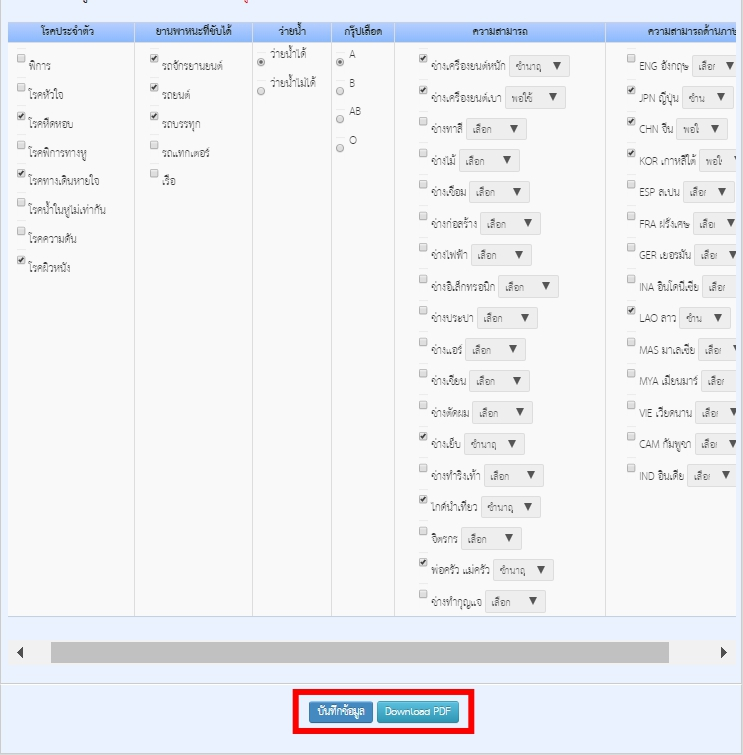 โรคประจำตัว ยานพาหนะที่ขับได้ ว่ายน้ำ กรุ๊ปเลือด ความสามารถ ความสามารถด้านภาษ
พิการ
โรคหัวใจ
โรคหืดหอบ
โรคพิการทางหู
โรคทางเดินหายใจ
โรคน้ำในหูไม่เท่ากัน
โรคความดัน
โรคผิวหนัง
รถจักรยานยนต์
รถยนต์
รถบรรทุก
รถแทกเตอร์
เรือ
ว่ายน้ำได้
ว่ายน้ำไม่ได้
A
B
AB
O
ช่างเครื่องยนต์หนัก ชำนาญ ▼
ช่างเครื่องยนต์เบา พอใช้ ▼
ช่างทาสี เลือก ▼
ช่างไม้ เลือก ▼
ช่างเชื่อม เลือก ▼
ช่างก่อสร้าง เลือก ▼
ช่างไฟฟ้า เลือก ▼
ช่างอิเล็กทรอนิก เลือก ▼
ช่างประปา เลือก ▼
ช่างแอร์ เลือก ▼
ช่างเขียน เลือก ▼
ช่างตัดผม เลือก ▼
ช่างเย็บ ชำนาญ ▼
ช่างทำริงเท้า เลือก ▼
ไกด์นำเที่ยว ชำนาญ ▼
จิตรกร เลือก ▼
พ่อครัว แม่ครัว ชำนาญ ▼
ช่างทำกุญแจ เลือก ▼
ENG อังกฤษ เลือก ▼
JPN ญี่ปุ่น ชำน ▼
CHN จีน พอใ ▼
KOR เกาหลีใต้ พอใ ▼
ESP สเปน เลือก ▼
FRA ฝรั่งเศษ เลือ ▼
GER เยอรมัน เลือ ▼
INA อินโดนีเซีย เลือก
LAO ลาว ชำน ▼
MAS มาเลเซีย เลือก
MYA เมียนมาร์ เลือก
VIE เวียดนาม เลือ ▼
CAM กัมพูชา เลือ ▼
IND อินเดีย เลือก ▼
บันทึกข้อมูล Download PDF